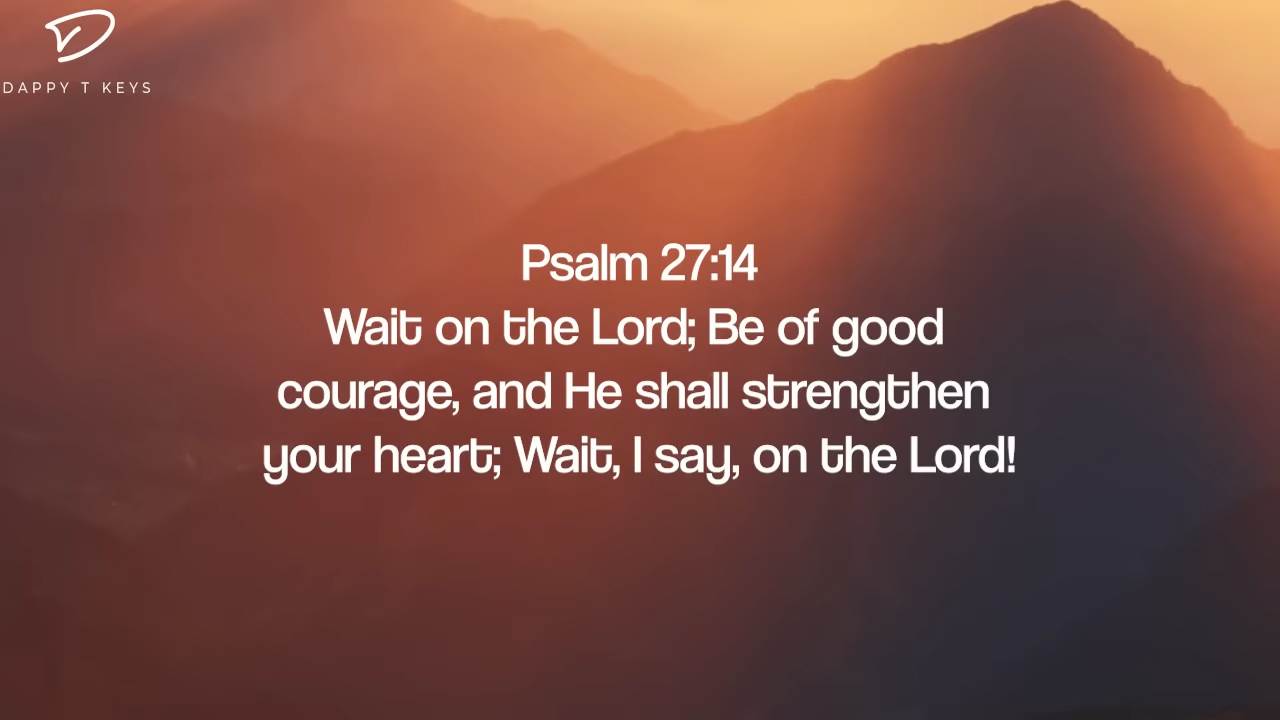 DAPPY T KEYS
Psalm 27:14
Wait on the Lord; Be of good
courage, and He shall strengthen
your heart; Wait, I say, on the Lord!